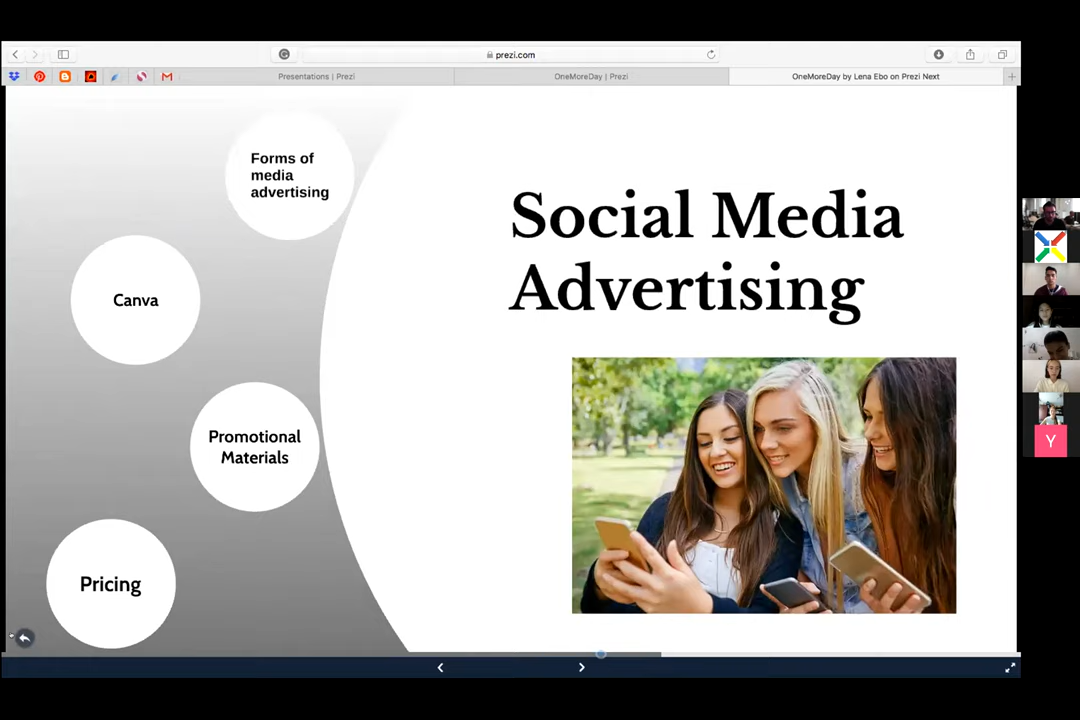 prezi.com
Presentations | Prezi
OneMoreDay | Prezi
OneMoreDay by Lena Ebo on Prezi Next
Forms of
media
advertising
Canva
Promotional
Materials
Pricing
Social Media
Advertising
Y